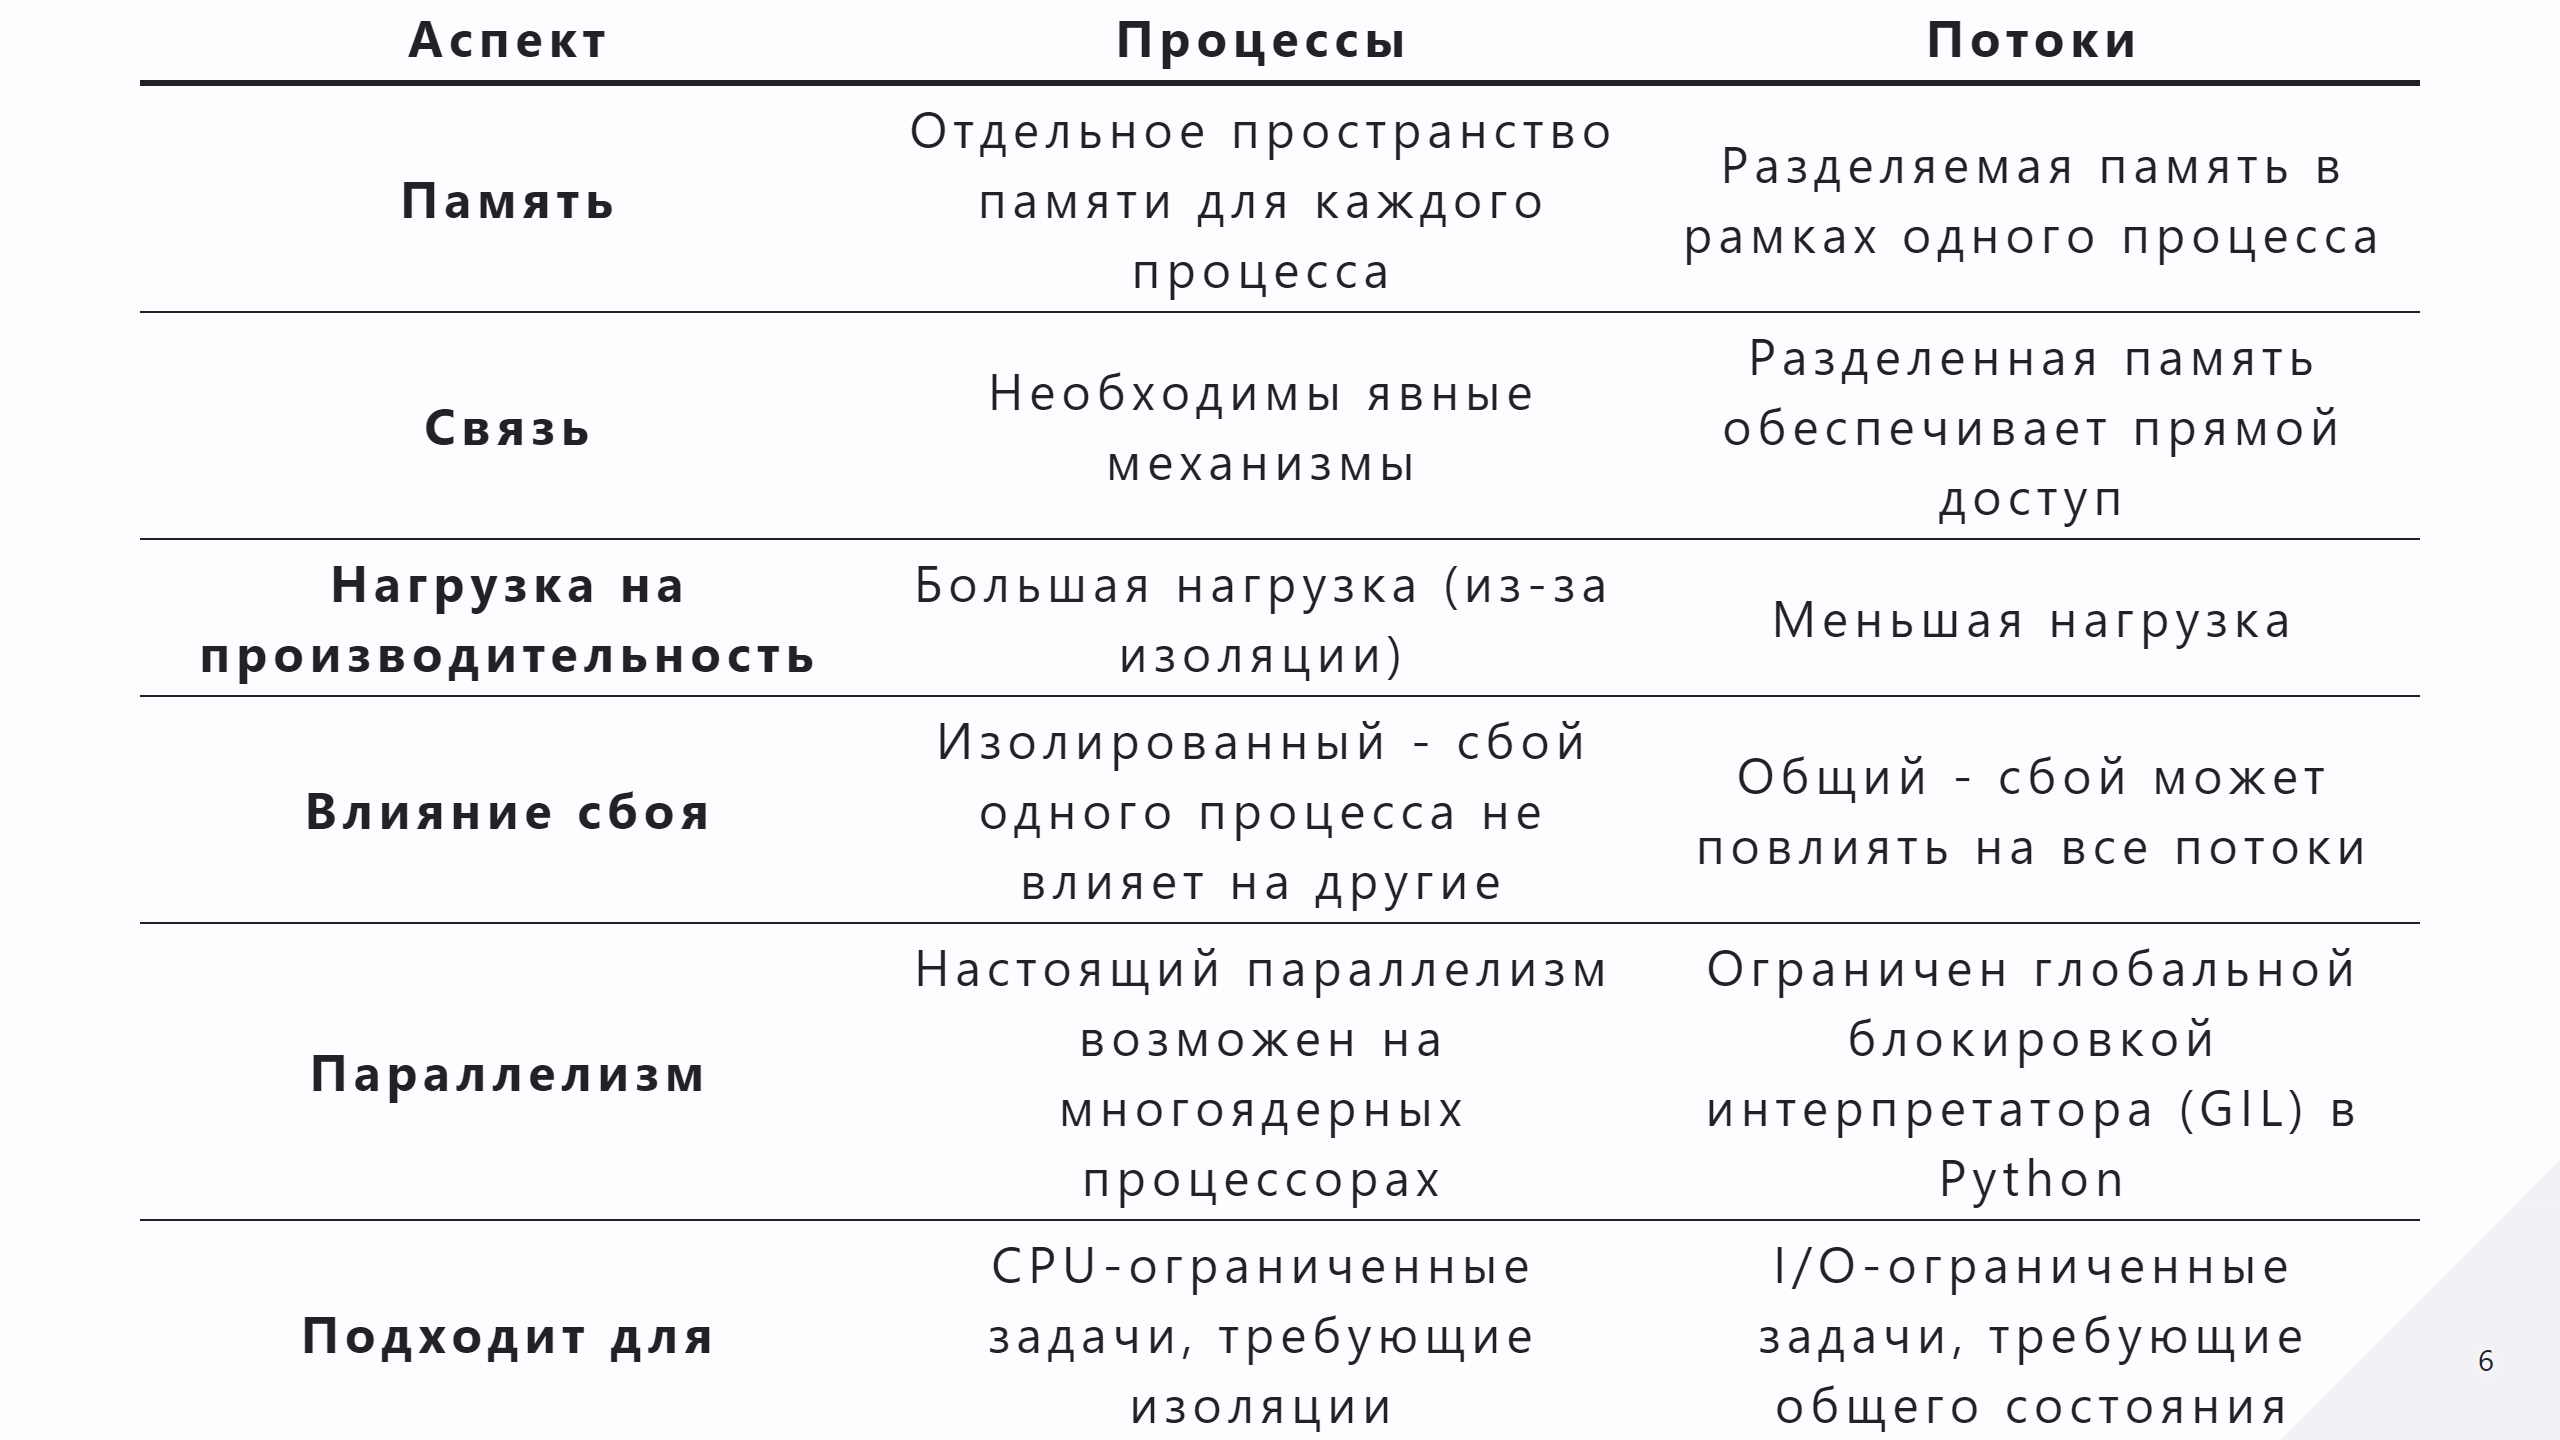 Аспект
Процессы
Потоки
Память
Отдельное пространство
памяти для каждого
процесса
Разделяемая память в
рамках одного процесса
Связь
Необходимы явные
механизмы
Разделенная память
обеспечивает прямой
доступ
Нагрузка на
производительность
Большая нагрузка (из-за
изоляции)
Меньшая нагрузка
Влияние сбоя
Изолированный - сбой
одного процесса не
влияет на другие
Общий - сбой может
повлиять на все потоки
Параллелизм
Настоящий параллелизм
возможен на
многоядерных
процессорах
Ограничен глобальной
блокировкой
интерпретатора (GIL) в
Python
Подходит для
CPU-ограниченные
задачи, требующие
изоляции
I/O-ограниченные
задачи, требующие
общего состояния
6